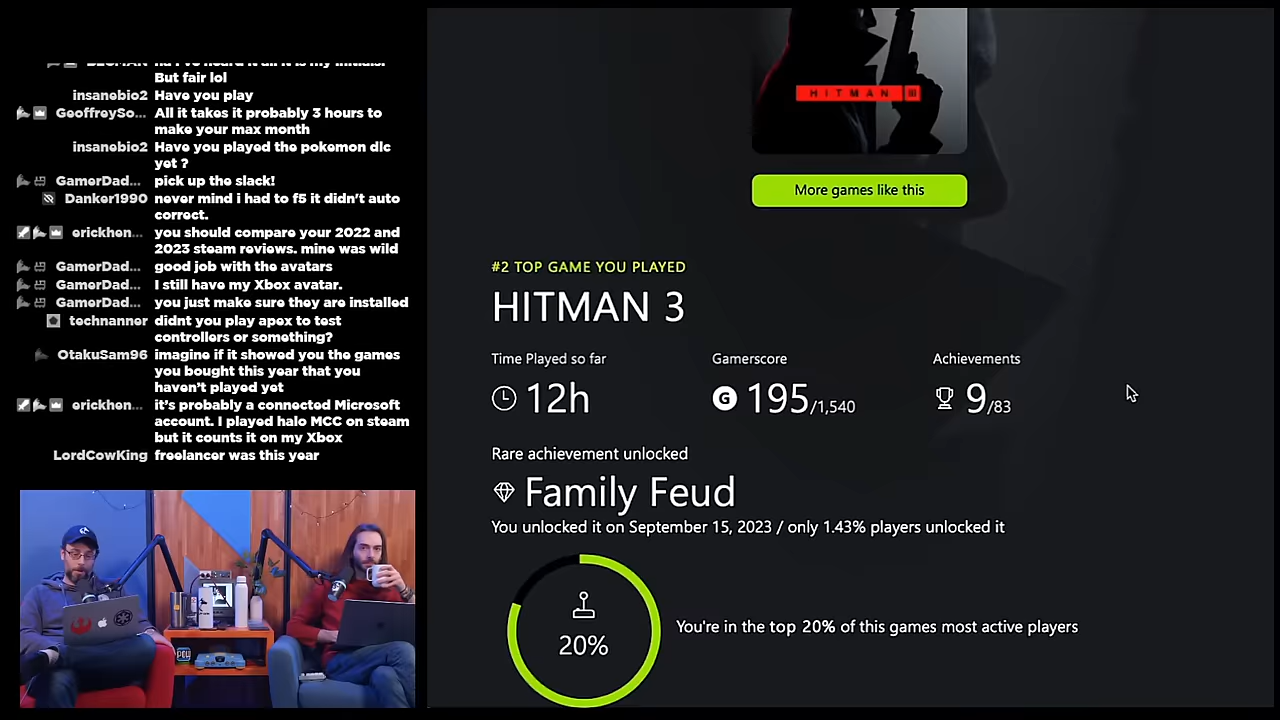 But fair lol
insanebio2 Have you play
GeoffreySo... All it takes it probably 3 hours to
make your max month
insanebio2 Have you played the pokemon dlc
yet ?
GamerDad... pick up the slack!
Danker1990 never mind i had to f5 it didn't auto
correct.
erickhen... you should compare your 2022 and
2023 steam reviews. mine was wild
GamerDad... good job with the avatars
GamerDad... I still have my Xbox avatar.
GamerDad... you just make sure they are installed
technanner didnt you play apex to test
controllers or something?
OtakuSam96 imagine if it showed you the games
you bought this year that you
haven't played yet
erickhen... it's probably a connected Microsoft
account. I played halo MCC on steam
but it counts it on my Xbox
LordCowKing freelancer was this year
HITMAN III
More games like this
#2 TOP GAME YOU PLAYED
HITMAN 3
Time Played so far
12h
Gamerscore
G 195/1,540
Achievements
9/83
Rare achievement unlocked
Family Feud
You unlocked it on September 15, 2023 / only 1.43% players unlocked it
20%
You're in the top 20% of this games most active players